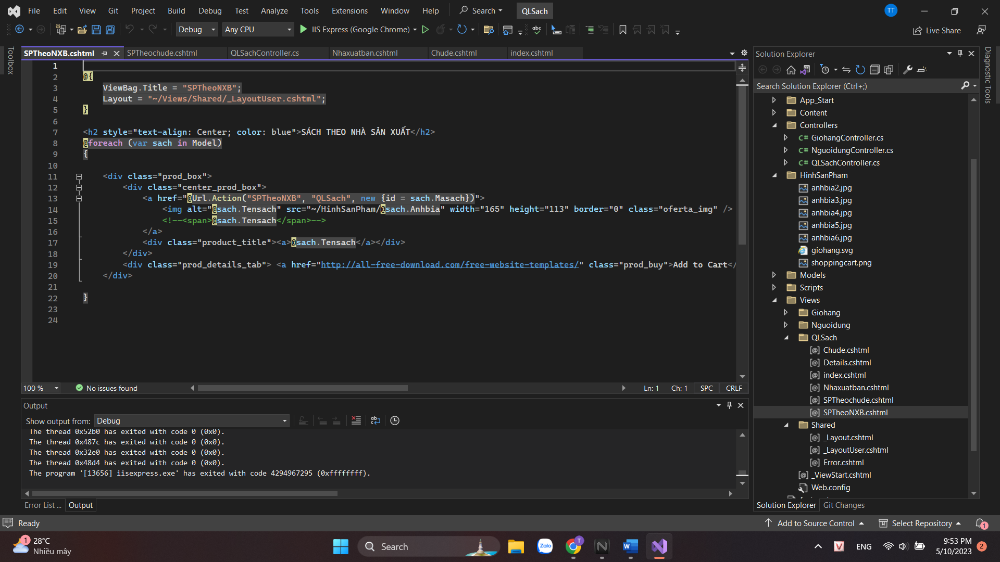 File Edit View Git Project Build Debug Test Analyze Tools Extensions Window Help Search QLSach TT
Debug Any CPU IIS Express (Google Chrome) Live Share
Toolbox
SPTheoNXB.cshtml SPTheochude.cshtml QLSachController.cs Nhaxuatban.cshtml Chude.cshtml index.cshtml
1
2 @{
3 ViewBag.Title = "SPTheoNXB";
4 Layout = "~/Views/Shared/_LayoutUser.cshtml";
5 }
6
7 <h2 style="text-align: Center; color: blue">SÁCH THEO NHÀ SẢN XUẤT</h2>
8 @foreach (var sach in Model)
9 {
10
11 <div class="prod_box">
12 <div class="center_prod_box">
13 <a href="@Url.Action("SPTheoNXB", "QLSach", new {id = sach.Masach})">
14 <img alt="@sach.Tensach" src="~/HinhSanPham/@sach.Anhbia" width="165" height="113" border="0" class="oferta_img" />
15 <!--<span>@sach.Tensach</span>-->
16 </a>
17 <div class="product_title"><a>@sach.Tensach</a></div>
18 </div>
19 <div class="prod_details_tab"> <a href="http://all-free-download.com/free-website-templates/" class="prod_buy">Add to Cart</
20 </div>
21
22 }
23
24
100 % No issues found Ln: 1 Ch: 1 SPC CRLF
Output
Show output from: Debug
The thread 0x52b0 has exited with code 0 (0x0).
The thread 0x487c has exited with code 0 (0x0).
The thread 0x32e0 has exited with code 0 (0x0).
The thread 0x48d4 has exited with code 0 (0x0).
The program '[13656] iisexpress.exe' has exited with code 4294967295 (0xffffffff).
Error List ... Output
Solution Explorer
Search Solution Explorer (Ctrl+;)
App_Start
Content
Controllers
C# GiohangController.cs
C# NguoidungController.cs
C# QLSachController.cs
HinhSanPham
anhbia2.jpg
anhbia3.jpg
anhbia4.jpg
anhbia5.jpg
anhbia6.jpg
giohang.svg
shoppingcart.png
Models
Scripts
Views
Giohang
Nguoidung
QLSach
[@] Chude.cshtml
[@] Details.cshtml
[@] index.cshtml
[@] Nhaxuatban.cshtml
[@] SPTheochude.cshtml
[@] SPTheoNXB.cshtml
Shared
[@] _Layout.cshtml
[@] _LayoutUser.cshtml
[@] Error.cshtml
[@] _ViewStart.cshtml
Web.config
Solution Explorer Git Changes
Diagnostic Tools
Ready Add to Source Control Select Repository 1
1 28°C
Nhiều mây
Search Zalo T N W V ENG
9:53 PM
5/10/2023 2